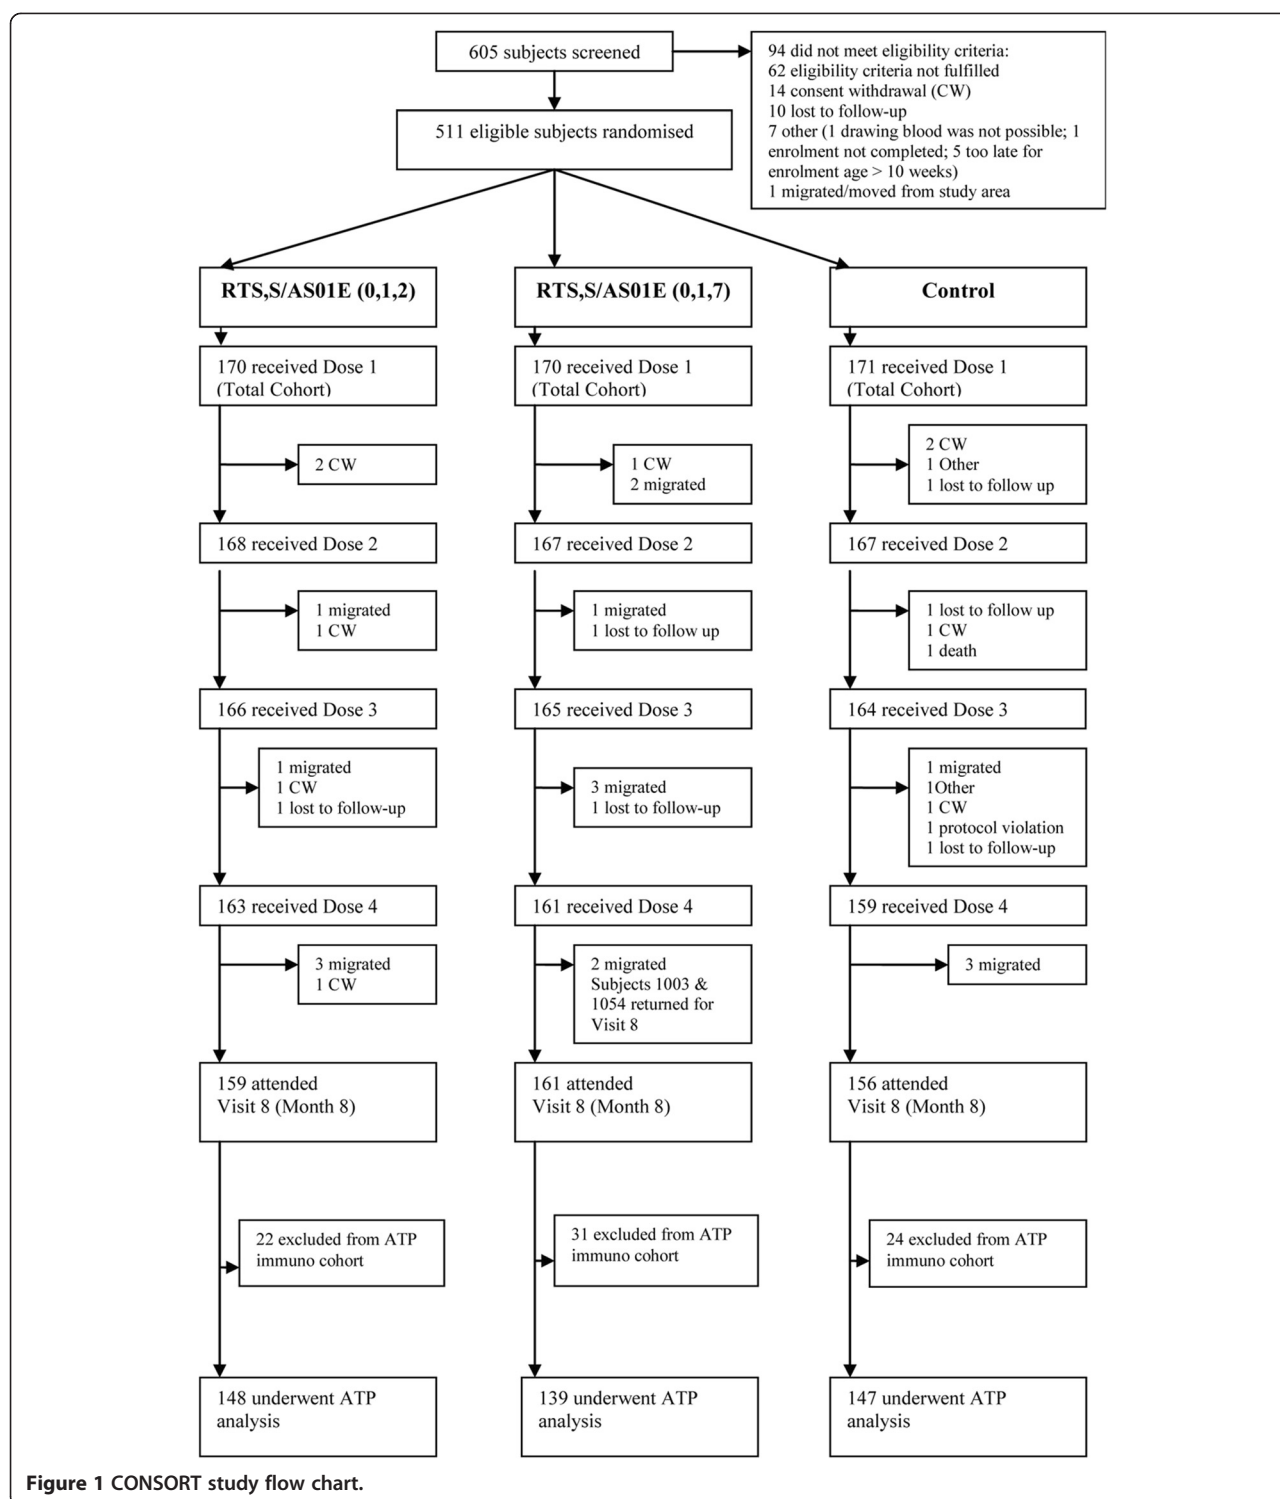 605 subjects screened
94 did not meet eligibility criteria:
62 eligibility criteria not fulfilled
14 consent withdrawal (CW)
10 lost to follow-up
7 other (1 drawing blood was not possible; 1
enrolment not completed; 5 too late for
enrolment age > 10 weeks)
1 migrated/moved from study area
511 eligible subjects randomised
RTS,S/AS01E (0,1,2)
RTS,S/AS01E (0,1,7)
Control
170 received Dose 1
(Total Cohort)
170 received Dose 1
(Total Cohort)
171 received Dose 1
(Total Cohort)
2 CW
1 CW
2 migrated
2 CW
1 Other
1 lost to follow up
168 received Dose 2
167 received Dose 2
167 received Dose 2
1 migrated
1 CW
1 migrated
1 lost to follow up
1 lost to follow up
1 CW
1 death
166 received Dose 3
165 received Dose 3
164 received Dose 3
1 migrated
1 CW
1 lost to follow-up
3 migrated
1 lost to follow-up
1 migrated
1Other
1 CW
1 protocol violation
1 lost to follow-up
163 received Dose 4
161 received Dose 4
159 received Dose 4
3 migrated
1 CW
2 migrated
Subjects 1003 &
1054 returned for
Visit 8
3 migrated
159 attended
Visit 8 (Month 8)
161 attended
Visit 8 (Month 8)
156 attended
Visit 8 (Month 8)
22 excluded from ATP
immuno cohort
31 excluded from ATP
immuno cohort
24 excluded from ATP
immuno cohort
148 underwent ATP
analysis
139 underwent ATP
analysis
147 underwent ATP
analysis
Figure 1 CONSORT study flow chart.